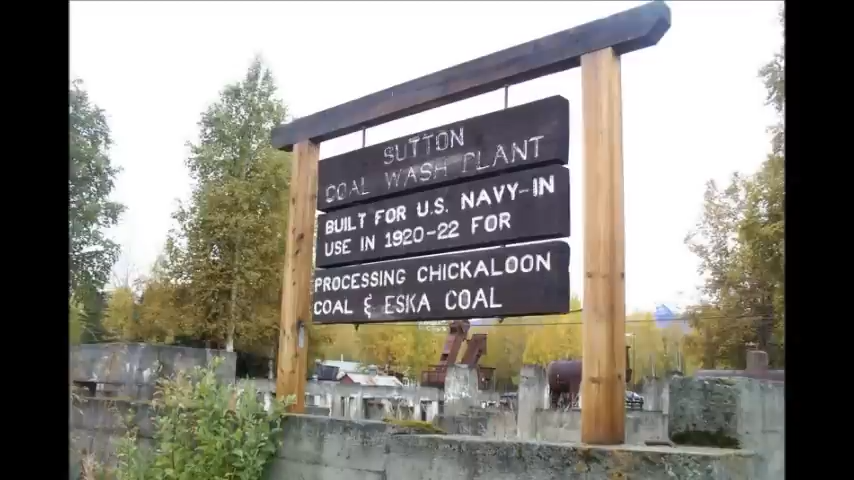 SUTTON
COAL WASH PLANT
BUILT FOR U.S. NAVY-IN
USE IN 1920-22 FOR
PROCESSING CHICKALOON
COAL & ESKA COAL